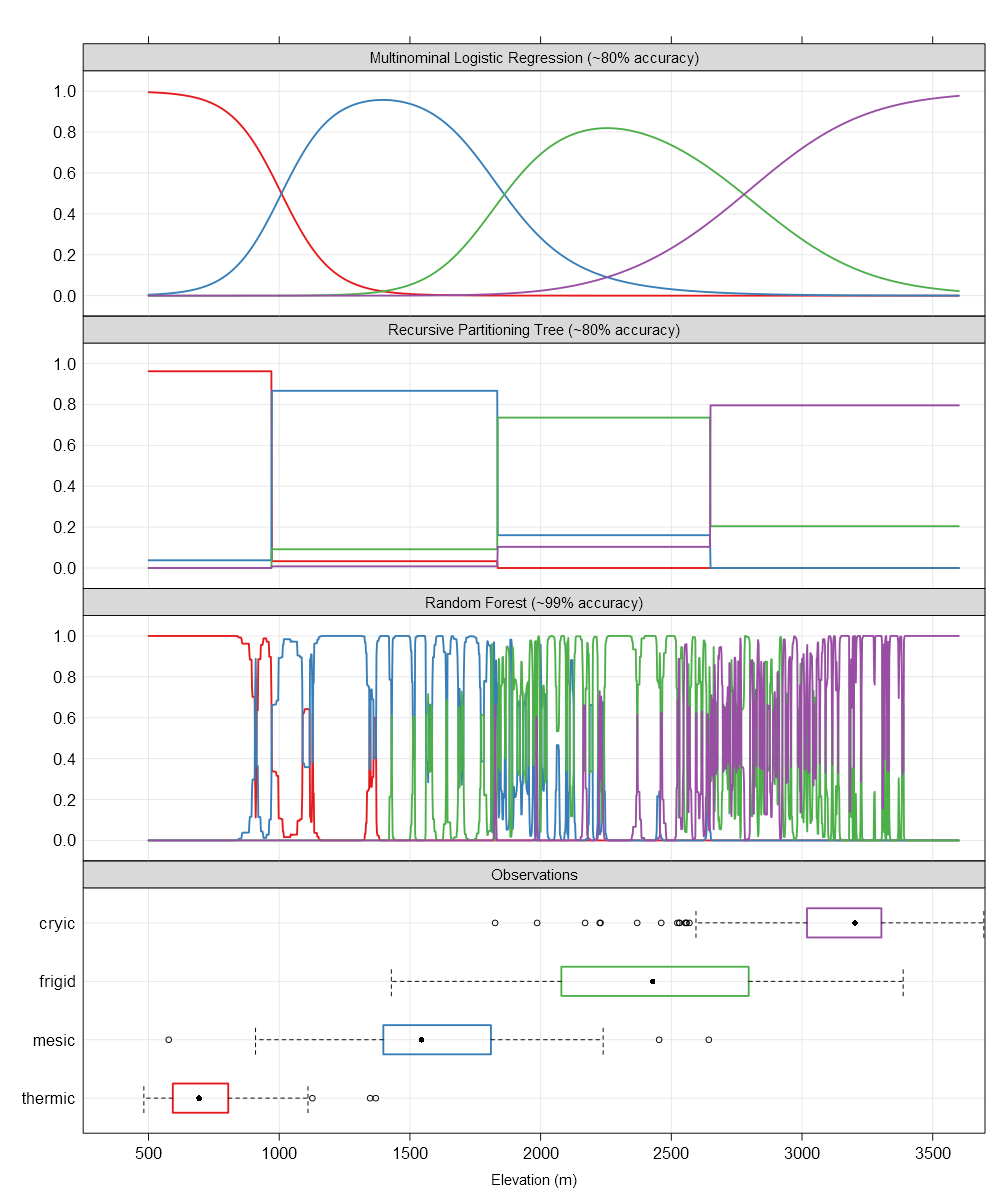 Multinominal Logistic Regression (~80% accuracy)
1.0
0.8
0.6
0.4
0.2
0.0
Recursive Partitioning Tree (~80% accuracy)
1.0
0.8
0.6
0.4
0.2
0.0
Random Forest (~99% accuracy)
1.0
0.8
0.6
0.4
0.2
0.0
Observations
cryic
frigid
mesic
thermic
500 1000 1500 2000 2500 3000 3500
Elevation (m)